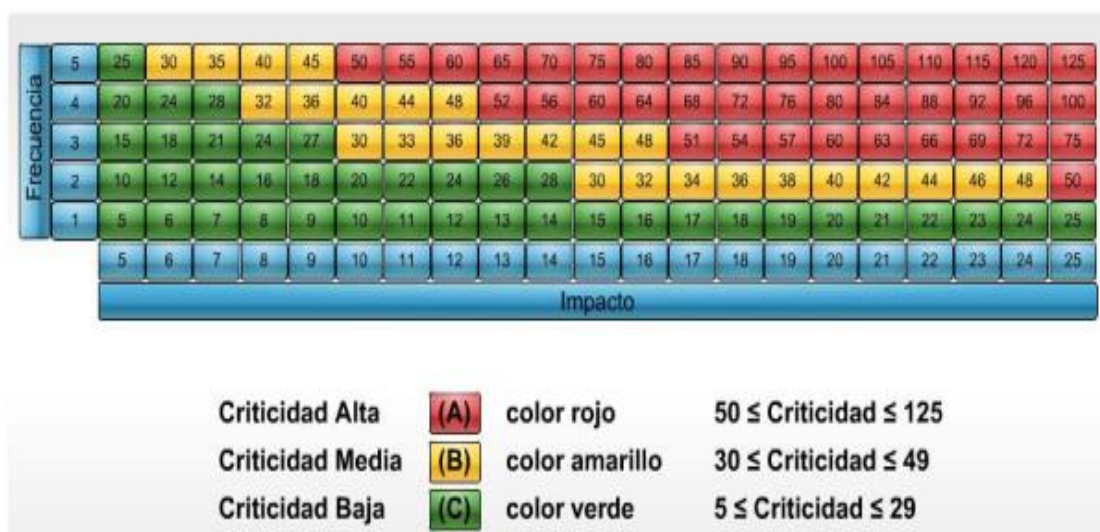 Frecuencia
5 25 30 35 40 45 50 55 60 65 70 75 80 85 90 95 100 105 110 115 120 125
4 20 24 28 32 36 40 44 48 52 56 60 64 68 72 76 80 84 88 92 96 100
3 15 18 21 24 27 30 33 36 39 42 45 48 51 54 57 60 63 66 69 72 75
2 10 12 14 16 18 20 22 24 26 28 30 32 34 36 38 40 42 44 46 48 50
1 5 6 7 8 9 10 11 12 13 14 15 16 17 18 19 20 21 22 23 24 25
5 6 7 8 9 10 11 12 13 14 15 16 17 18 19 20 21 22 23 24 25
Impacto
Criticidad Alta (A) color rojo 50 ≤ Criticidad ≤ 125
Criticidad Media (B) color amarillo 30 ≤ Criticidad ≤ 49
Criticidad Baja (C) color verde 5 ≤ Criticidad ≤ 29